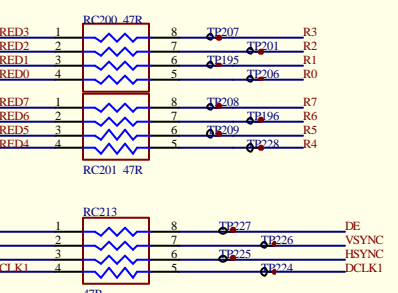 RC200 47R
RED3 1 8 TP207 R3
RED2 2 7 TP201 R2
RED1 3 6 TP195 R1
RED0 4 5 TP206 R0
RED7 1 8 TP208 R7
RED6 2 7 TP196 R6
RED5 3 6 TP209 R5
RED4 4 5 TP228 R4
RC201 47R
RC213
1 8 TP227 DE
2 7 TP226 VSYNC
3 6 TP225 HSYNC
CLK1 4 5 TP224 DCLK1
47R